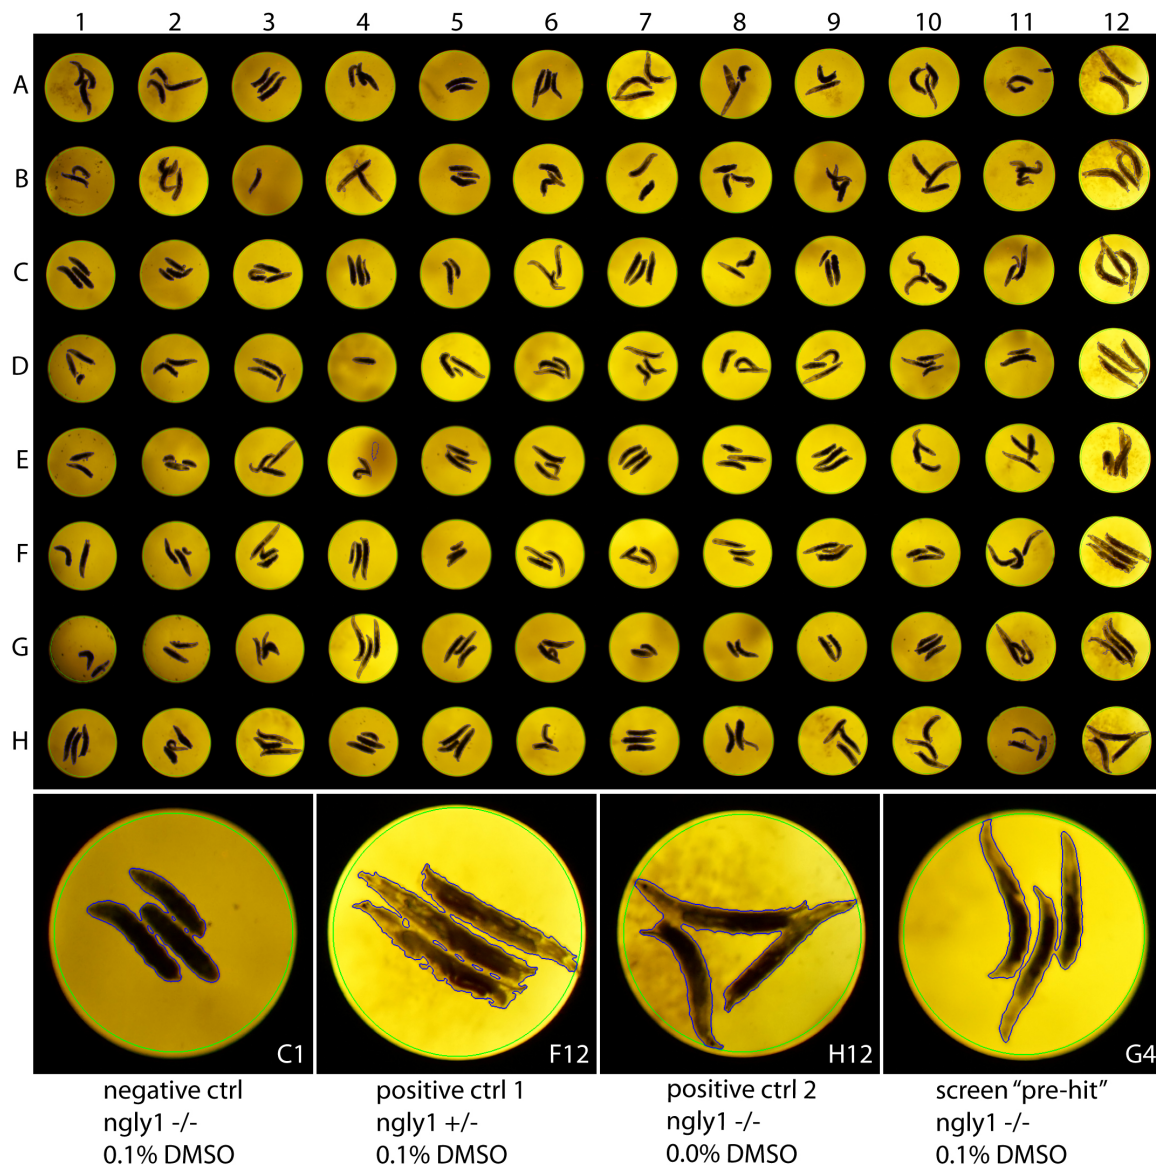 1 2 3 4 5 6 7 8 9 10 11 12
A
B
C
D
E
F
G
H
C1 F12 H12 G4
negative ctrl positive ctrl 1 positive ctrl 2 screen “pre-hit”
ngly1 -/- ngly1 +/- ngly1 -/- ngly1 -/-
0.1% DMSO 0.1% DMSO 0.0% DMSO 0.1% DMSO